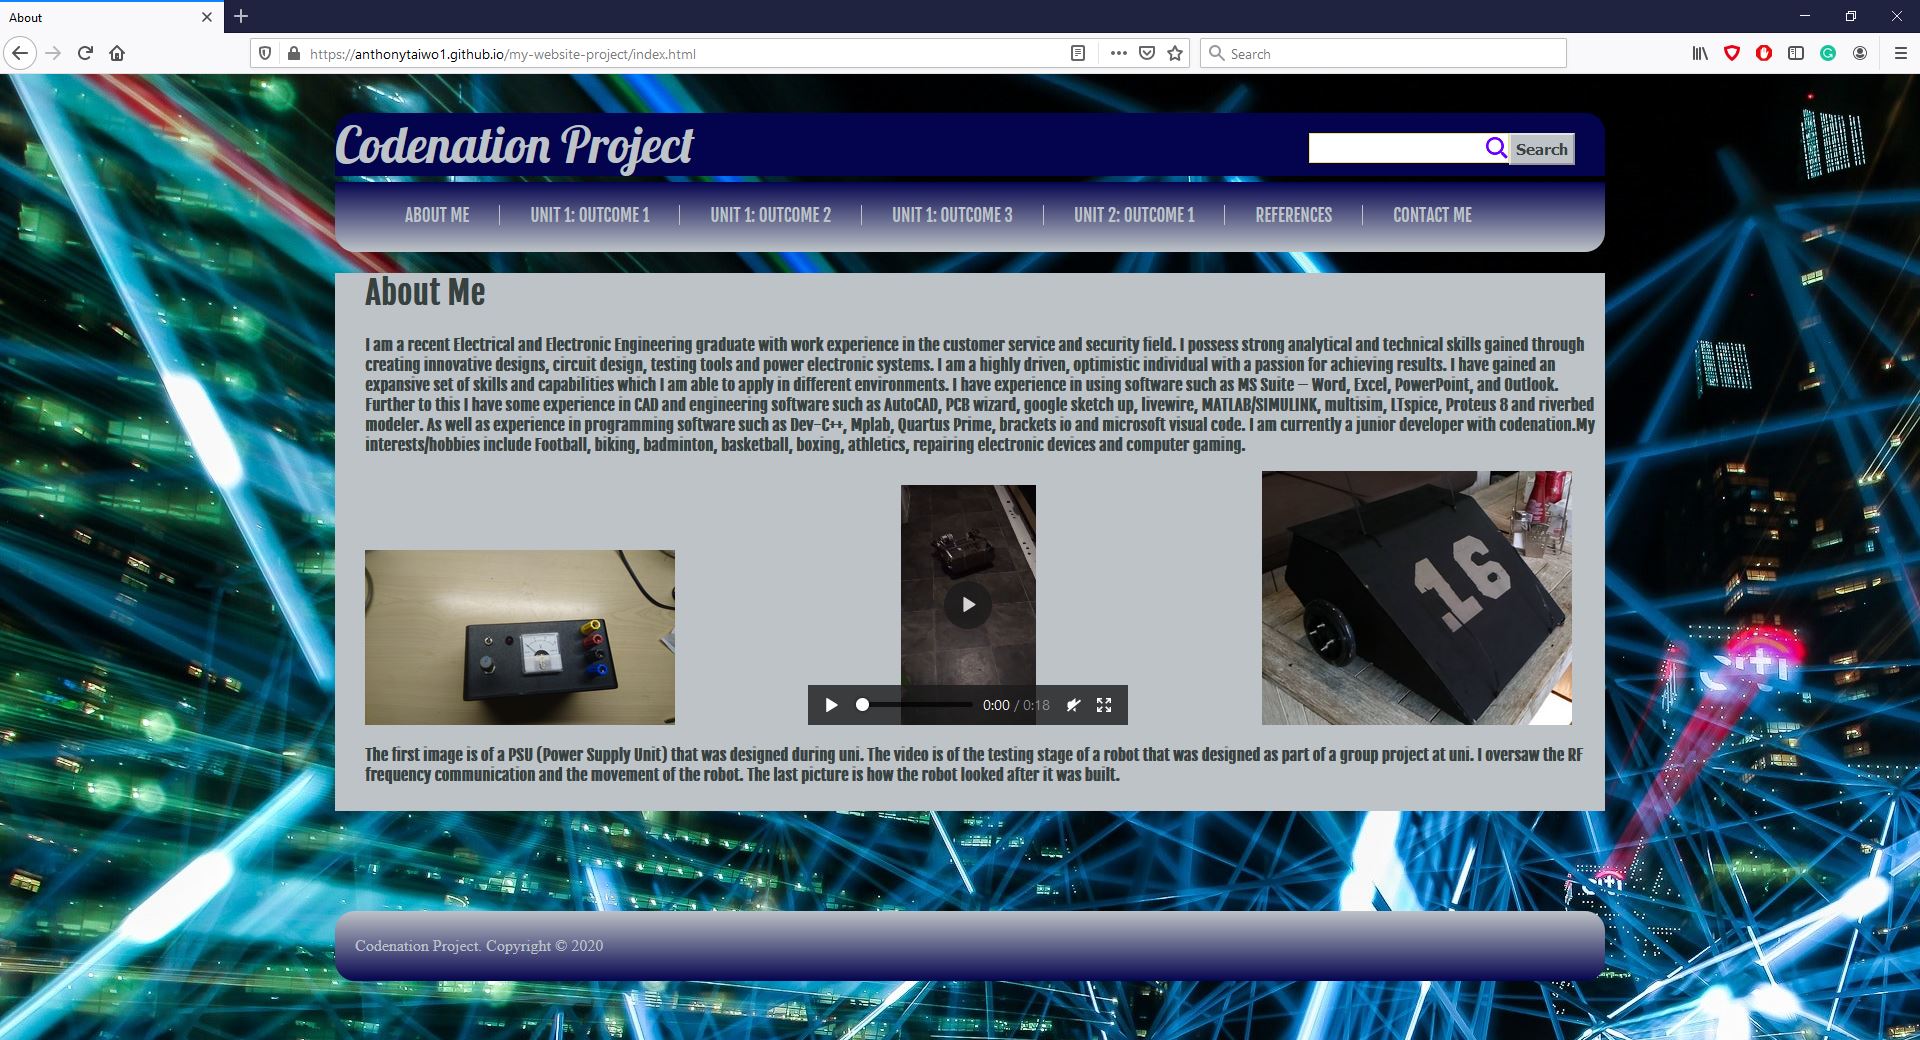 About
https://anthonytaiwo1.github.io/my-website-project/index.html
Search
Codenation Project
Search
ABOUT ME
UNIT 1: OUTCOME 1
UNIT 1: OUTCOME 2
UNIT 1: OUTCOME 3
UNIT 2: OUTCOME 1
REFERENCES
CONTACT ME
About Me
I am a recent Electrical and Electronic Engineering graduate with work experience in the customer service and security field. I possess strong analytical and technical skills gained through
creating innovative designs, circuit design, testing tools and power electronic systems. I am a highly driven, optimistic individual with a passion for achieving results. I have gained an
expansive set of skills and capabilities which I am able to apply in different environments. I have experience in using software such as MS Suite – Word, Excel, PowerPoint, and Outlook.
Further to this I have some experience in CAD and engineering software such as AutoCAD, PCB wizard, google sketch up, livewire, MATLAB/SIMULINK, multisim, LTspice, Proteus 8 and riverbed
modeler. As well as experience in programming software such as Dev-C++, Mplab, Quartus Prime, brackets io and microsoft visual code. I am currently a junior developer with codenation.My
interests/hobbies include Football, biking, badminton, basketball, boxing, athletics, repairing electronic devices and computer gaming.
16
0:00 / 0:18
The first image is of a PSU (Power Supply Unit) that was designed during uni. The video is of the testing stage of a robot that was designed as part of a group project at uni. I oversaw the RF
frequency communication and the movement of the robot. The last picture is how the robot looked after it was built.
citi
Codenation Project. Copyright © 2020